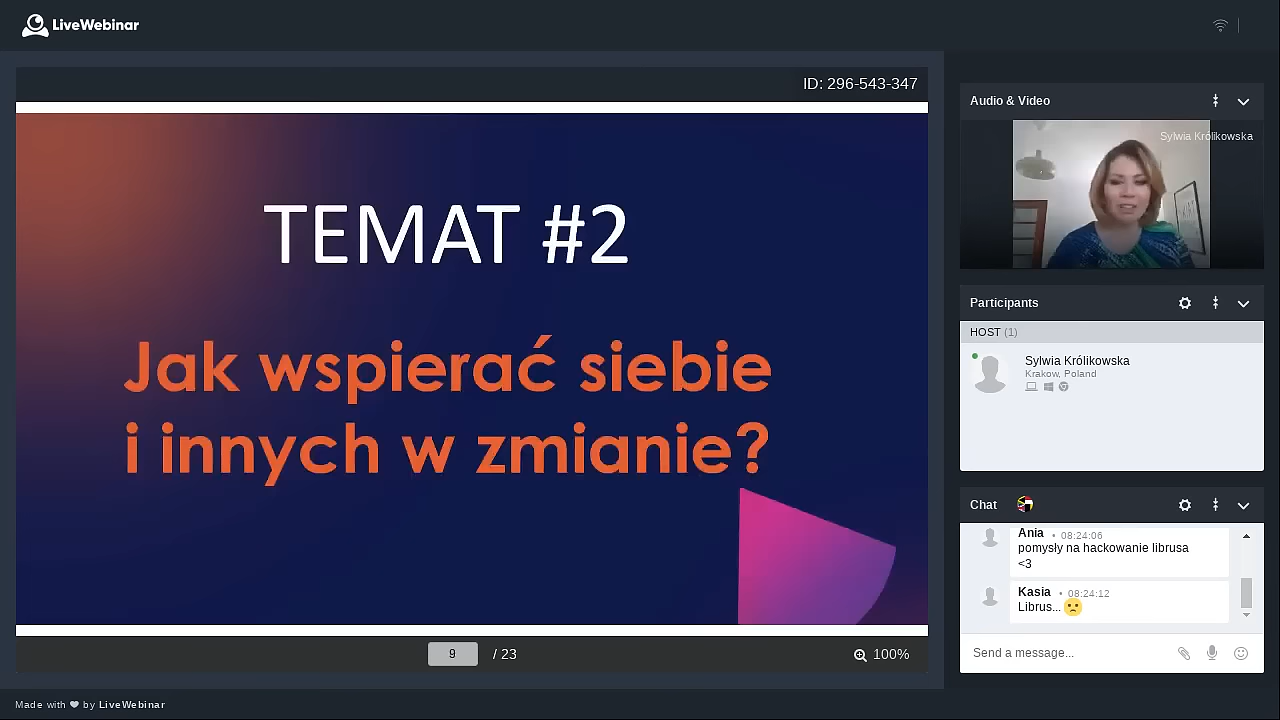 LiveWebinar
ID: 296-543-347
TEMAT #2
Jak wspierać siebie
i innych w zmianie?
9 / 23
100%
Audio & Video
Sylwia Królikowska
Participants
HOST (1)
Sylwia Królikowska
Krakow, Poland
Chat
Ania • 08:24:06
pomysły na hackowanie librusa
<3
Kasia • 08:24:12
Librus...
Send a message...
Made with ❤ by LiveWebinar